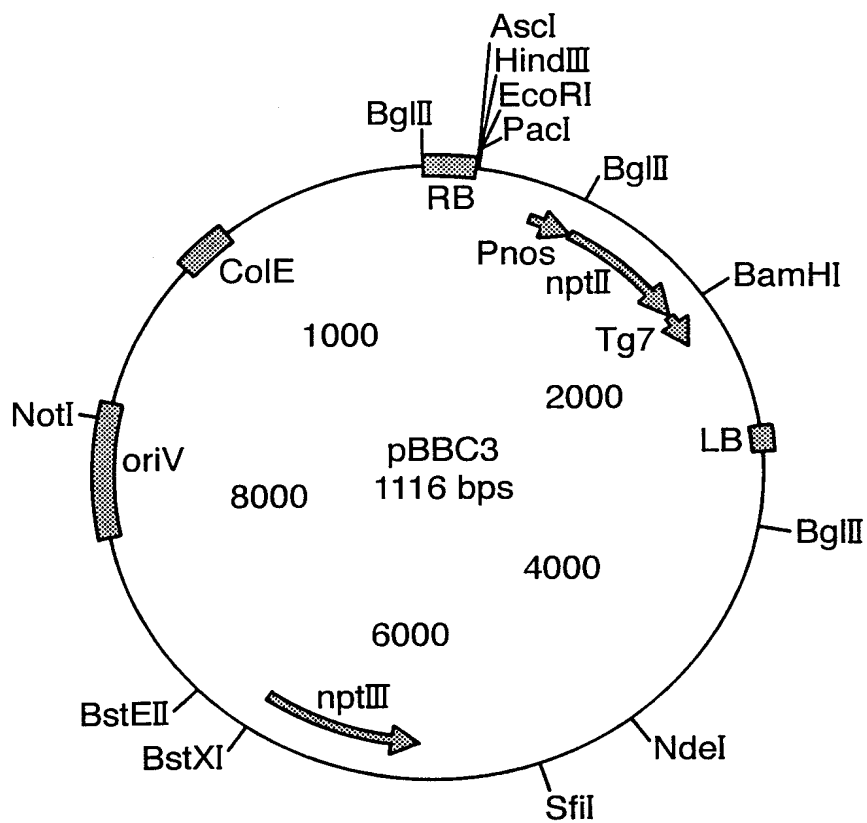 AscI
HindⅢ
EcoRI
PacI
BglⅡ
RB
BglⅡ
ColE
Pnos
nptⅡ
BamHI
Tg7
1000
2000
NotI
oriV
pBBC3
1116 bps
LB
8000
BglⅡ
4000
6000
nptⅢ
BstEⅡ
BstXI
NdeI
SfiI